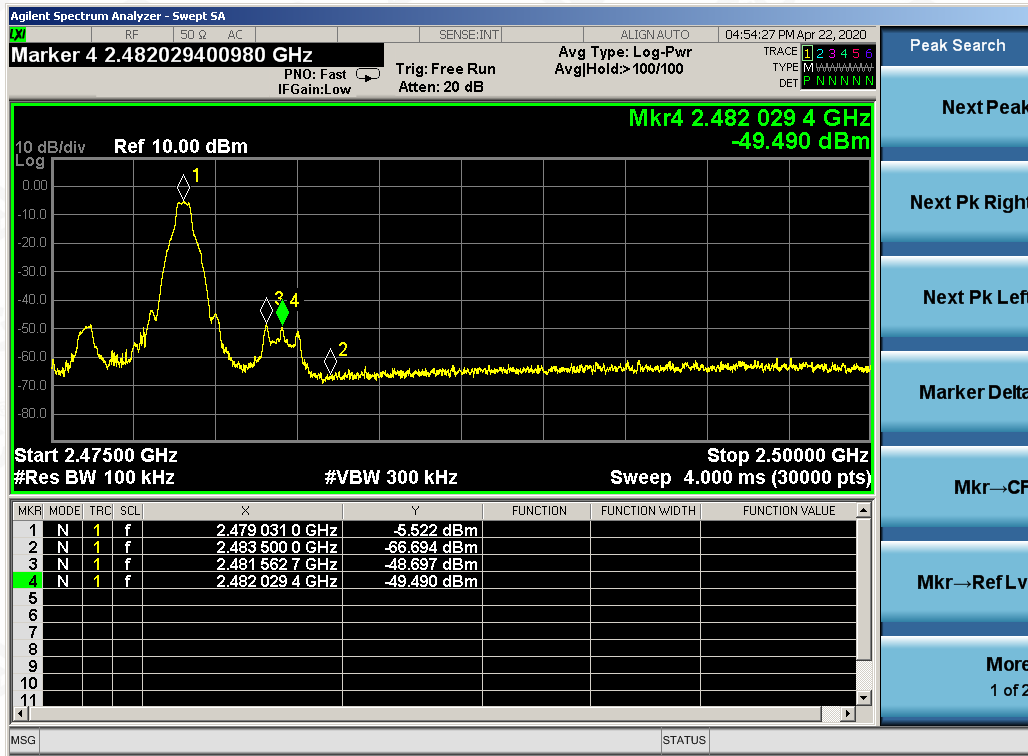 Agilent Spectrum Analyzer - Swept SA
LXI RF 50 Ω AC SENSE:INT ALIGN AUTO 04:54:27 PM Apr 22, 2020
Marker 4 2.482029400980 GHz
PNO: Fast
IFGain:Low
Trig: Free Run
Atten: 20 dB
Avg Type: Log-Pwr
Avg|Hold:> 100/100
TRACE 1 2 3 4 5 6
TYPE M WWWWW
DET P N N N N N
Mkr4 2.482 029 4 GHz
-49.490 dBm
10 dB/div Ref 10.00 dBm
Log
0.00
-10.0
-20.0
-30.0
-40.0
-50.0
-60.0
-70.0
-80.0
1
3
4
2
Start 2.47500 GHz Stop 2.50000 GHz
#Res BW 100 kHz #VBW 300 kHz Sweep 4.000 ms (30000 pts)
MKR MODE TRC SCL X Y FUNCTION FUNCTION WIDTH FUNCTION VALUE
1 N 1 f 2.479 031 0 GHz -5.522 dBm
2 N 1 f 2.483 500 0 GHz -66.694 dBm
3 N 1 f 2.481 562 7 GHz -48.697 dBm
4 N 1 f 2.482 029 4 GHz -49.490 dBm
5
6
7
8
9
10
11
MSG STATUS
Peak Search
Next Peak
Next Pk Right
Next Pk Left
Marker Delta
Mkr→CF
Mkr→Ref Lv
More
1 of 2